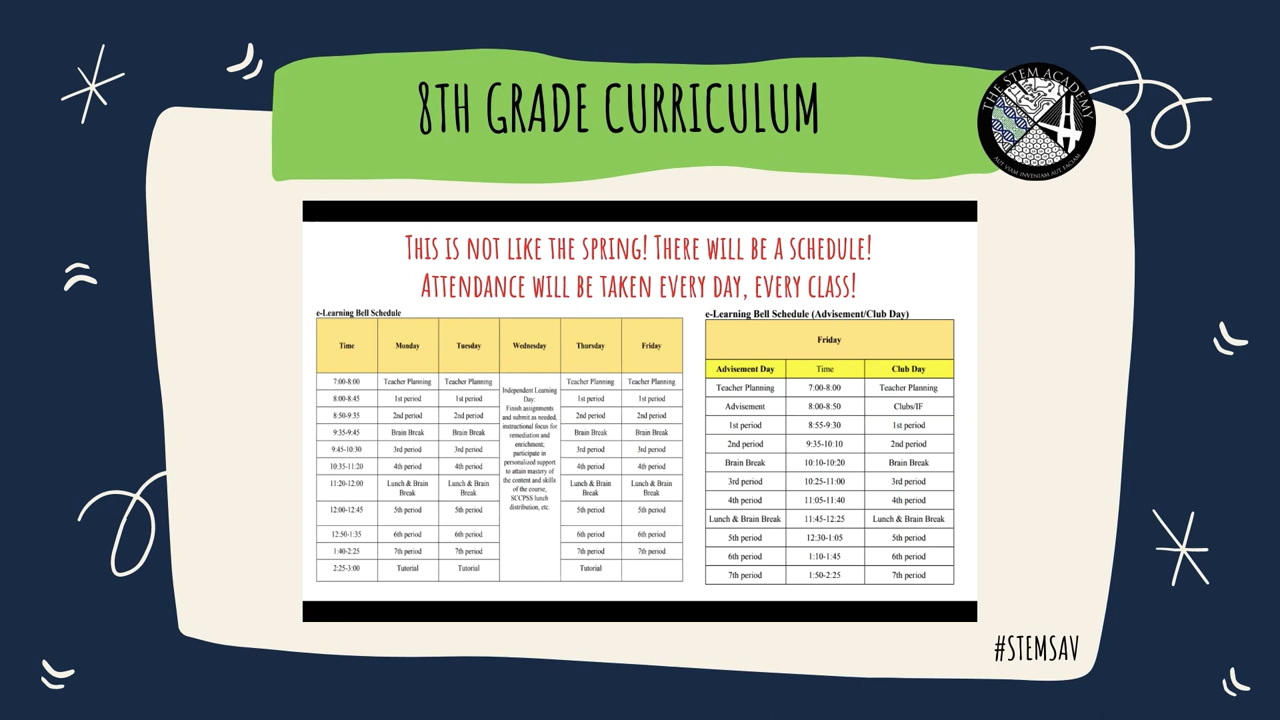 8TH GRADE CURRICULUM
THE STEM ACADEMY
AUT VIAM INVENIAM AUT FACIAM
THIS IS NOT LIKE THE SPRING! THERE WILL BE A SCHEDULE!
ATTENDANCE WILL BE TAKEN EVERY DAY, EVERY CLASS!
e-Learning Bell Schedule
Time Monday Tuesday Wednesday Thursday Friday
7:00-8:00 Teacher Planning Teacher Planning Teacher Planning Teacher Planning
8:00-8:45 1st period 1st period 1st period 1st period
8:50-9:35 2nd period 2nd period 2nd period 2nd period
9:35-9:45 Brain Break Brain Break Brain Break Brain Break
9:45-10:30 3rd period 3rd period 3rd period 3rd period
10:35-11:20 4th period 4th period 4th period 4th period
11:20-12:00 Lunch & Brain Break Lunch & Brain Break Lunch & Brain Break Lunch & Brain Break
12:00-12:45 5th period 5th period 5th period 5th period
12:50-1:35 6th period 6th period 6th period 6th period
1:40-2:25 7th period 7th period 7th period 7th period
2:25-3:00 Tutorial Tutorial Tutorial
Independent Learning
Day:
Finish assignments
and submit as needed,
instructional focus for
remediation and
enrichment;
participate in
personalized support
to attain mastery of
the content and skills
of the course,
SCCPSS lunch
distribution, etc.
e-Learning Bell Schedule (Advisement/Club Day)
Friday
Advisement Day Time Club Day
Teacher Planning 7:00-8:00 Teacher Planning
Advisement 8:00-8:50 Clubs/IF
1st period 8:55-9:30 1st period
2nd period 9:35-10:10 2nd period
Brain Break 10:10-10:20 Brain Break
3rd period 10:25-11:00 3rd period
4th period 11:05-11:40 4th period
Lunch & Brain Break 11:45-12:25 Lunch & Brain Break
5th period 12:30-1:05 5th period
6th period 1:10-1:45 6th period
7th period 1:50-2:25 7th period
#STEMSAV